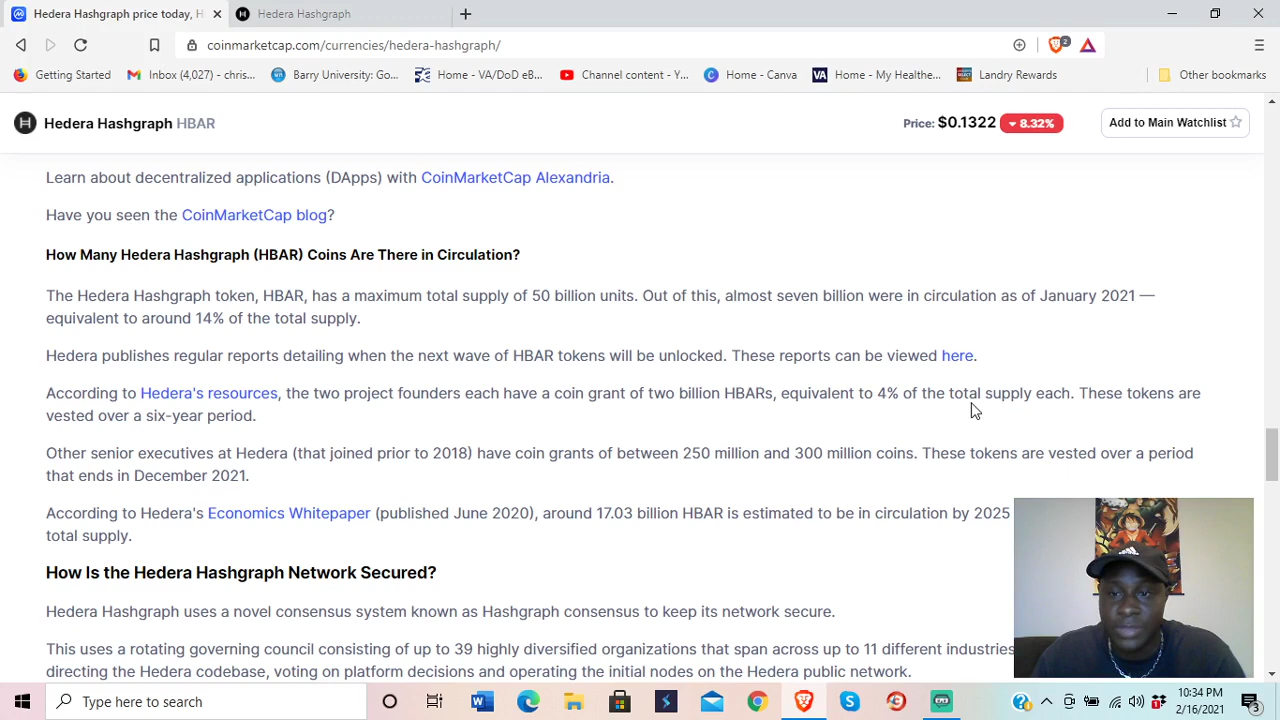 Hedera Hashgraph price today, H
Hedera Hashgraph
coinmarketcap.com/currencies/hedera-hashgraph/
2
Getting Started
Inbox (4,027) - chris...
Barry University: Go...
Home - VA/DoD eB...
Channel content - Y...
Home - Canva
Home - My Healthe...
Landry Rewards
Other bookmarks
Hedera Hashgraph HBAR
Price: $0.1322 8.32%
Add to Main Watchlist
Learn about decentralized applications (DApps) with CoinMarketCap Alexandria.
Have you seen the CoinMarketCap blog?
How Many Hedera Hashgraph (HBAR) Coins Are There in Circulation?
The Hedera Hashgraph token, HBAR, has a maximum total supply of 50 billion units. Out of this, almost seven billion were in circulation as of January 2021 —
equivalent to around 14% of the total supply.
Hedera publishes regular reports detailing when the next wave of HBAR tokens will be unlocked. These reports can be viewed here.
According to Hedera's resources, the two project founders each have a coin grant of two billion HBARs, equivalent to 4% of the total supply each. These tokens are
vested over a six-year period.
Other senior executives at Hedera (that joined prior to 2018) have coin grants of between 250 million and 300 million coins. These tokens are vested over a period
that ends in December 2021.
According to Hedera's Economics Whitepaper (published June 2020), around 17.03 billion HBAR is estimated to be in circulation by 2025
total supply.
How Is the Hedera Hashgraph Network Secured?
Hedera Hashgraph uses a novel consensus system known as Hashgraph consensus to keep its network secure.
This uses a rotating governing council consisting of up to 39 highly diversified organizations that span across up to 11 different industries
directing the Hedera codebase, voting on platform decisions and operating the initial nodes on the Hedera public network.
Type here to search
10:34 PM
2/16/2021
3